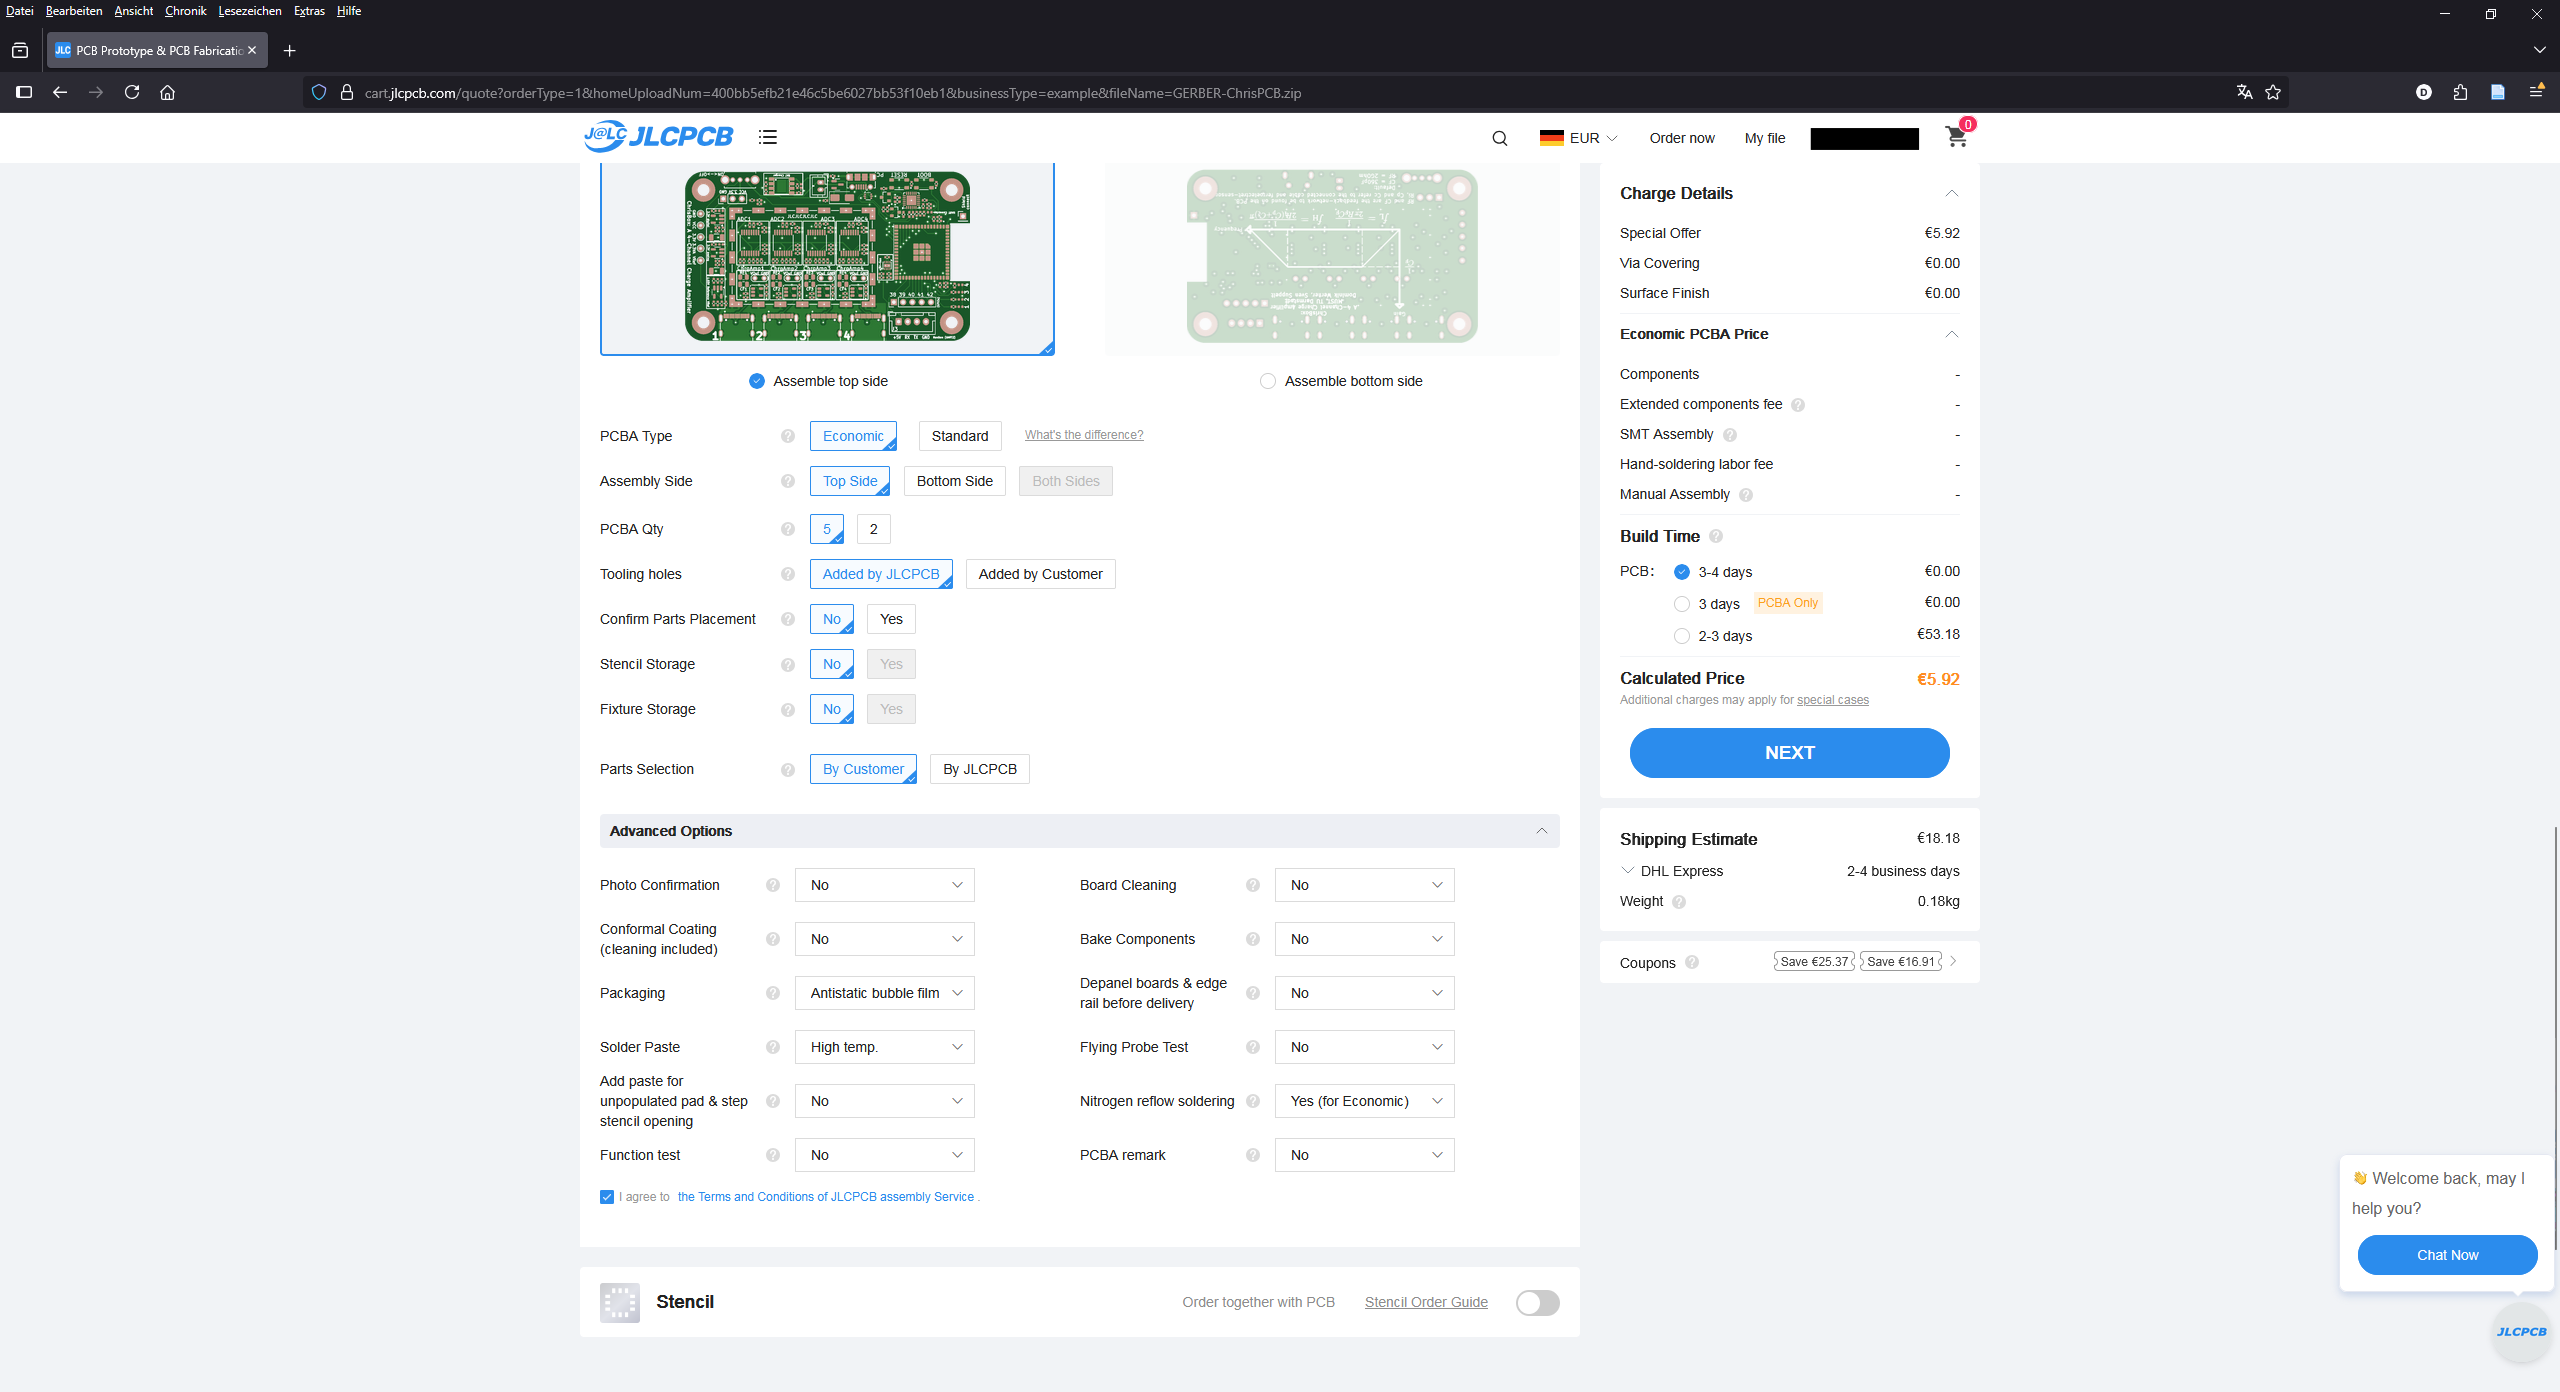 Datei Bearbeiten Ansicht Chronik Lesezeichen Extras Hilfe
JLC PCB Prototype & PCB Fabricatio
cart.jlcpcb.com/quote?orderType=1&homeUploadNum=400bb5efb21e46c5be6027bb53f10eb1&businessType=example&fileName=GERBER-ChrisPCB.zip
J@LC JLCPCB
EUR
Order now
My file
0
ADC1 ADC2 ADC3 ADC4
1 2 3 4
Assemble top side
Assemble bottom side
PCBA Type ? Economic Standard What's the difference?
Assembly Side ? Top Side Bottom Side Both Sides
PCBA Qty ? 5 2
Tooling holes ? Added by JLCPCB Added by Customer
Confirm Parts Placement ? No Yes
Stencil Storage ? No Yes
Fixture Storage ? No Yes
Parts Selection ? By Customer By JLCPCB
Advanced Options
Photo Confirmation ? No
Board Cleaning ? No
Conformal Coating
(cleaning included) ? No
Bake Components ? No
Packaging ? Antistatic bubble film
Depanel boards & edge
rail before delivery ? No
Solder Paste ? High temp.
Flying Probe Test ? No
Add paste for
unpopulated pad & step
stencil opening ? No
Nitrogen reflow soldering ? Yes (for Economic)
Function test ? No
PCBA remark ? No
I agree to the Terms and Conditions of JLCPCB assembly Service .
Stencil
Order together with PCB Stencil Order Guide
Charge Details
Special Offer €5.92
Via Covering €0.00
Surface Finish €0.00
Economic PCBA Price
Components -
Extended components fee ? -
SMT Assembly ? -
Hand-soldering labor fee -
Manual Assembly ? -
Build Time ?
PCB: 3-4 days €0.00
3 days PCBA Only €0.00
2-3 days €53.18
Calculated Price €5.92
Additional charges may apply for special cases
NEXT
Shipping Estimate €18.18
DHL Express 2-4 business days
Weight ? 0.18kg
Coupons ? Save €25.37 Save €16.91
👋 Welcome back, may I
help you?
Chat Now
JLCPCB